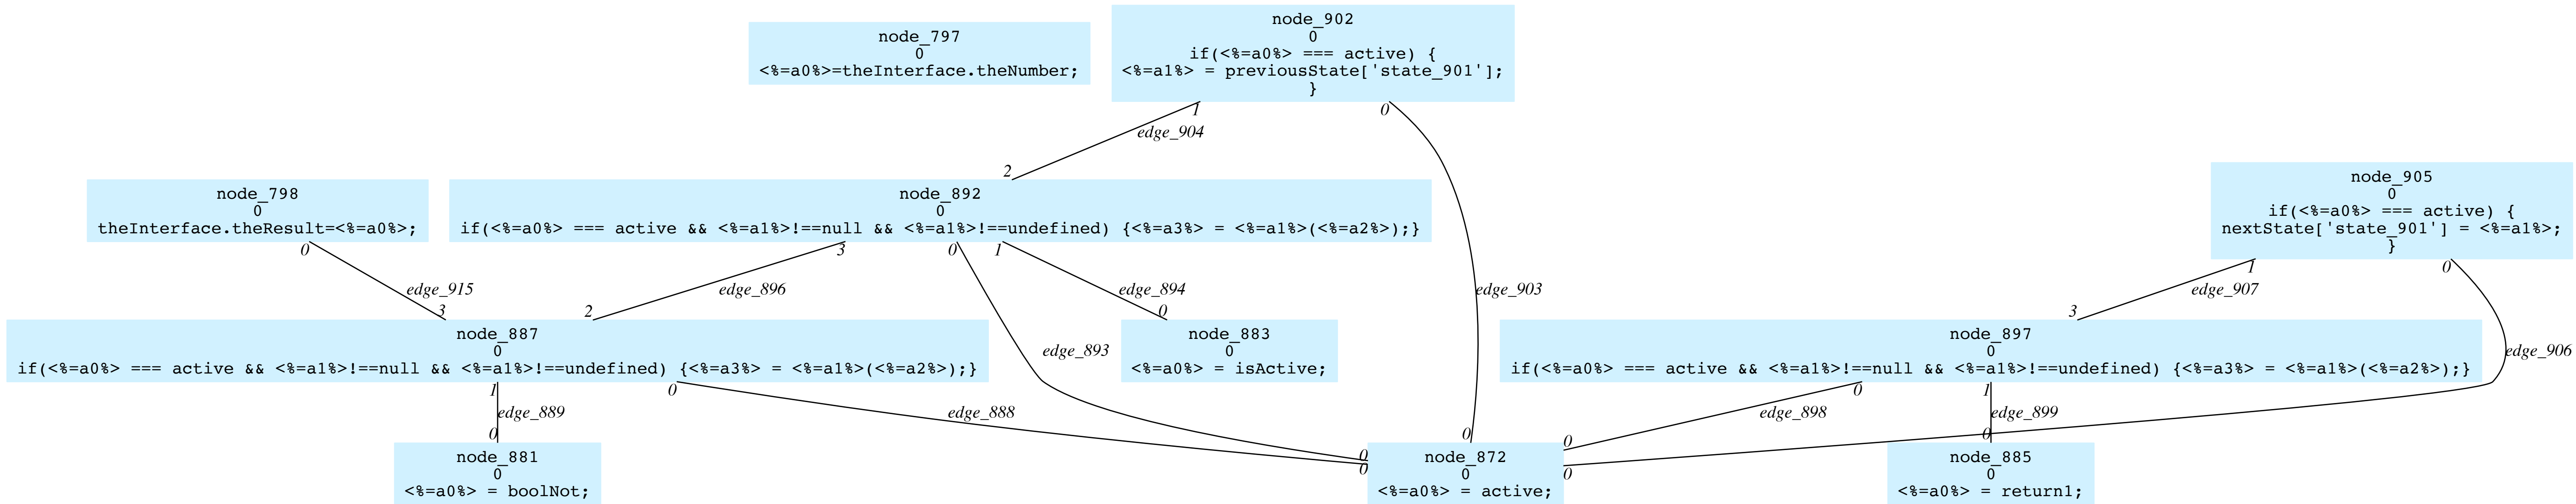 node_902
0
if(<%=a0%> === active) {
<%=a1%> = previousState['state_901'];
}
node_797
0
<%=a0%>=theInterface.theNumber;
1
0
edge_904
2
node_798
0
theInterface.theResult=<%=a0%>;
node_892
0
if(<%=a0%> === active && <%=a1%>!==null && <%=a1%>!==undefined) {<%=a3%> = <%=a1%>(<%=a2%>);}
node_905
0
if(<%=a0%> === active) {
nextState['state_901'] = <%=a1%>;
}
0
3
0
1
1
0
edge_915
edge_896
edge_894
edge_903
edge_907
3
2
0
3
node_887
0
if(<%=a0%> === active && <%=a1%>!==null && <%=a1%>!==undefined) {<%=a3%> = <%=a1%>(<%=a2%>);}
edge_893
node_883
0
<%=a0%> = isActive;
node_897
0
if(<%=a0%> === active && <%=a1%>!==null && <%=a1%>!==undefined) {<%=a3%> = <%=a1%>(<%=a2%>);}
edge_906
1
0
0
1
edge_889
edge_888
edge_898
edge_899
0
0
0
0
0
0
0
node_881
0
<%=a0%> = boolNot;
node_872
0
<%=a0%> = active;
node_885
0
<%=a0%> = return1;